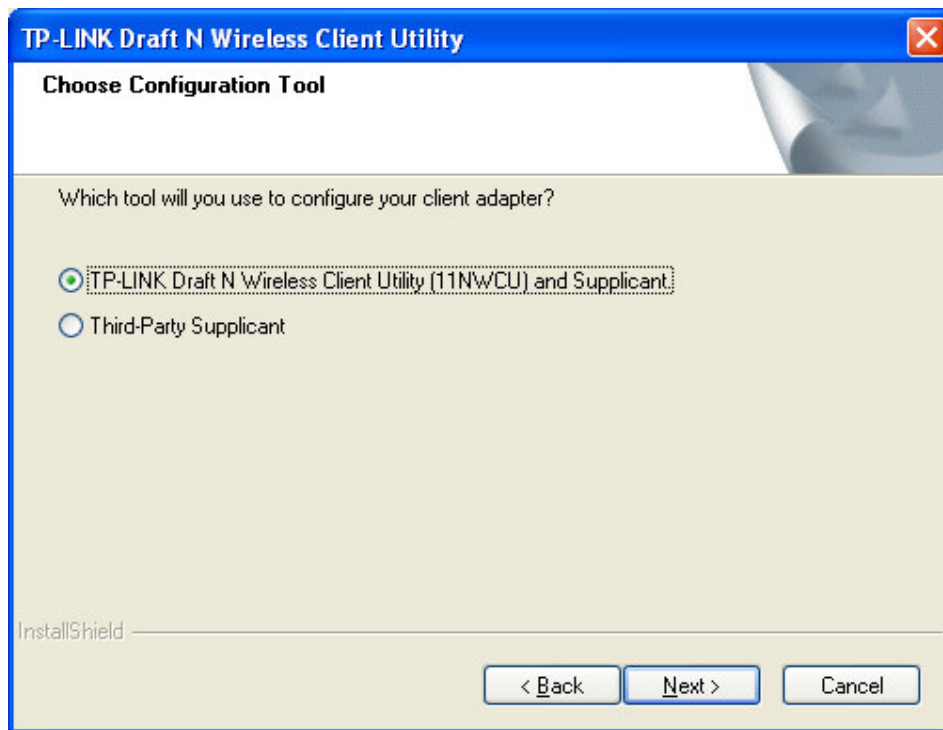 TP-LINK Draft N Wireless Client Utility
Choose Configuration Tool
Which tool will you use to configure your client adapter?
TP-LINK Draft N Wireless Client Utility (11NWCU) and Supplicant.
Third-Party Supplicant
InstallShield
< Back
Next >
Cancel